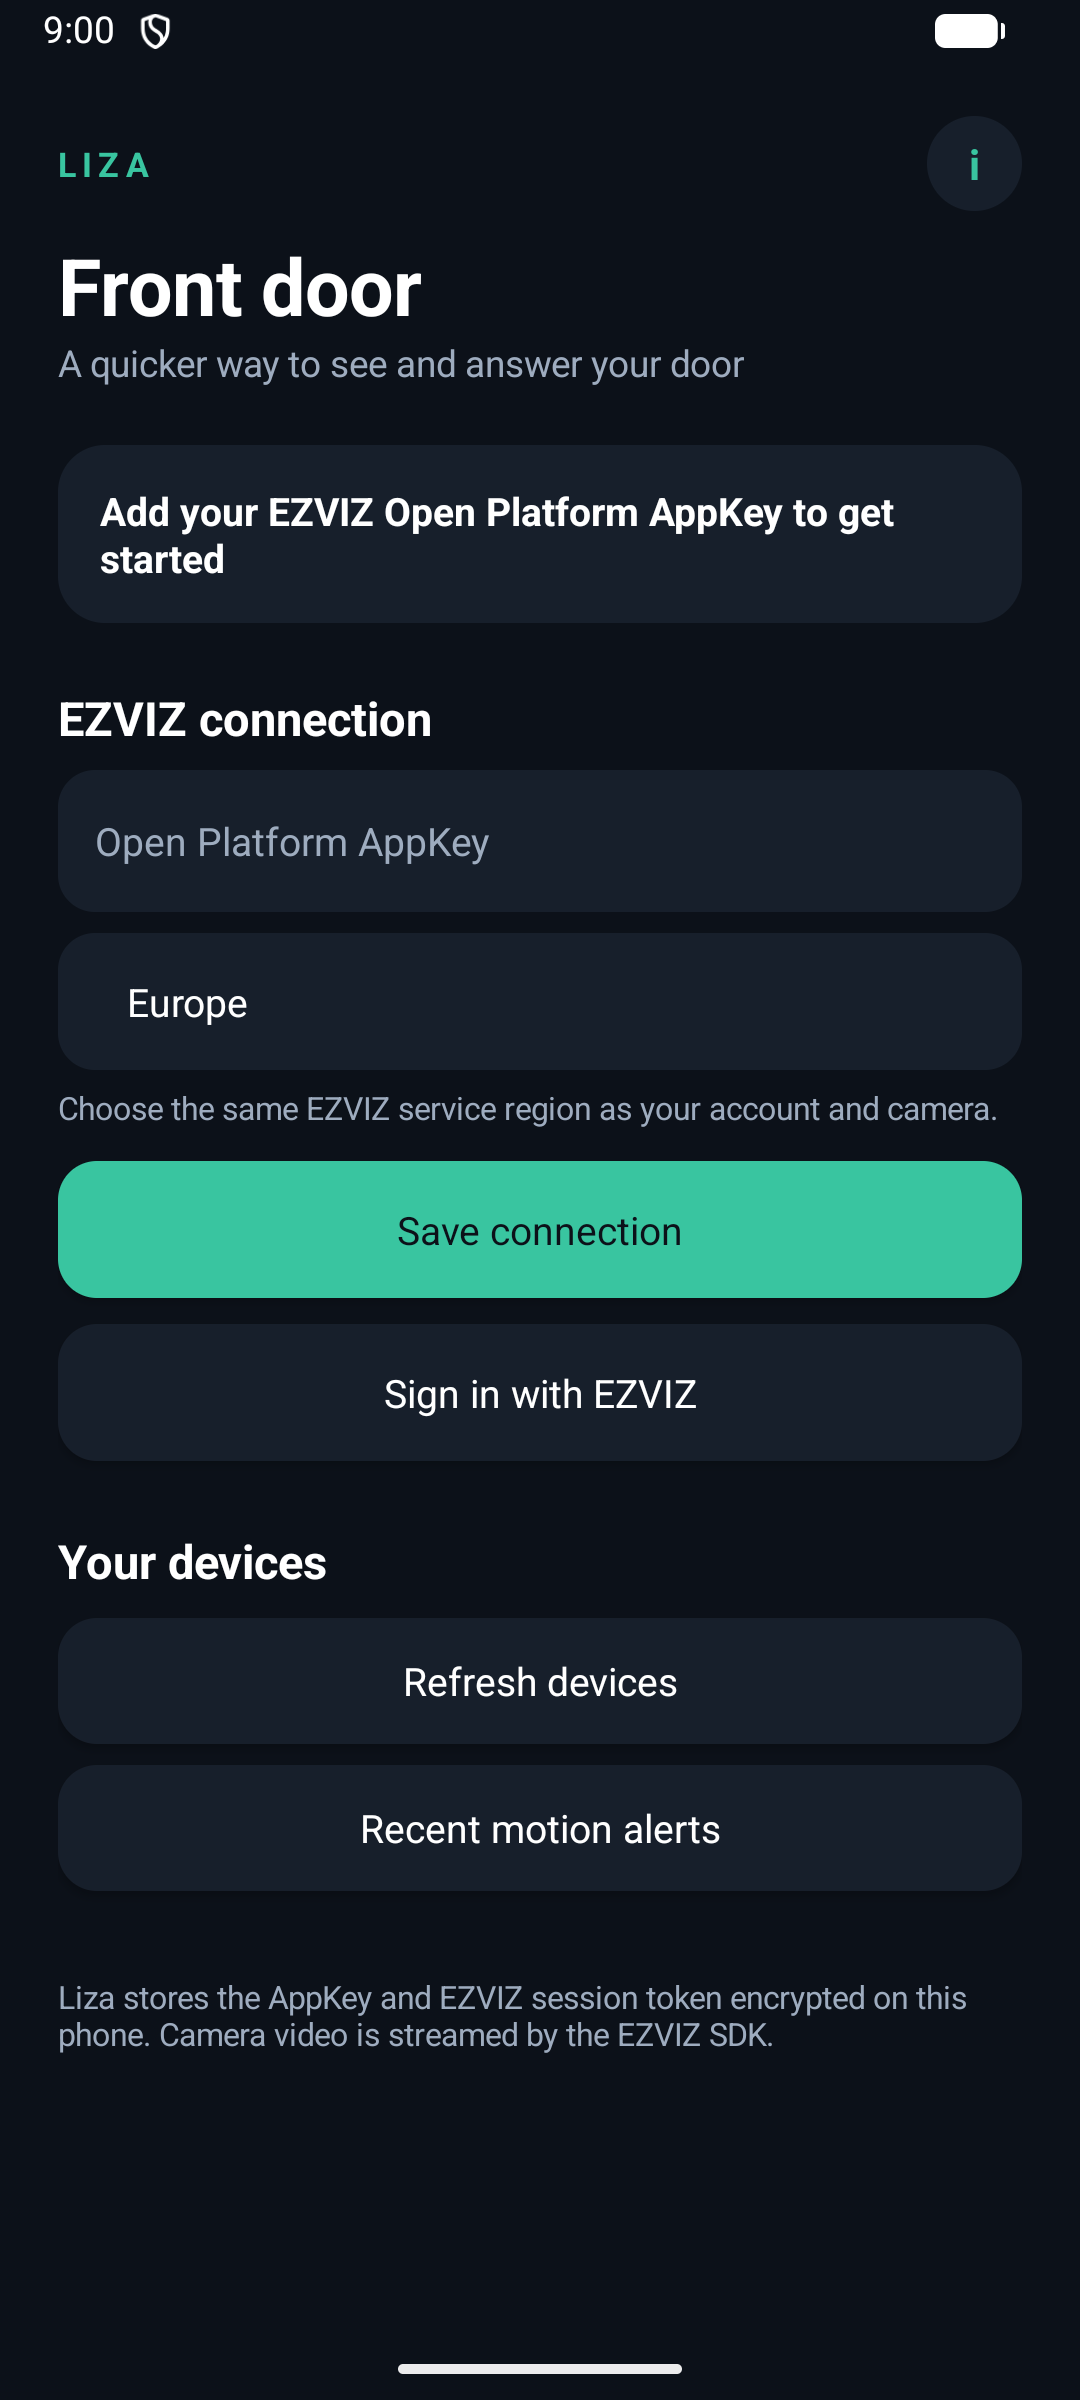 9:00
LIZA
i
Front door
A quicker way to see and answer your door
Add your EZVIZ Open Platform AppKey to get
started
EZVIZ connection
Open Platform AppKey
Europe
Choose the same EZVIZ service region as your account and camera.
Save connection
Sign in with EZVIZ
Your devices
Refresh devices
Recent motion alerts
Liza stores the AppKey and EZVIZ session token encrypted on this
phone. Camera video is streamed by the EZVIZ SDK.